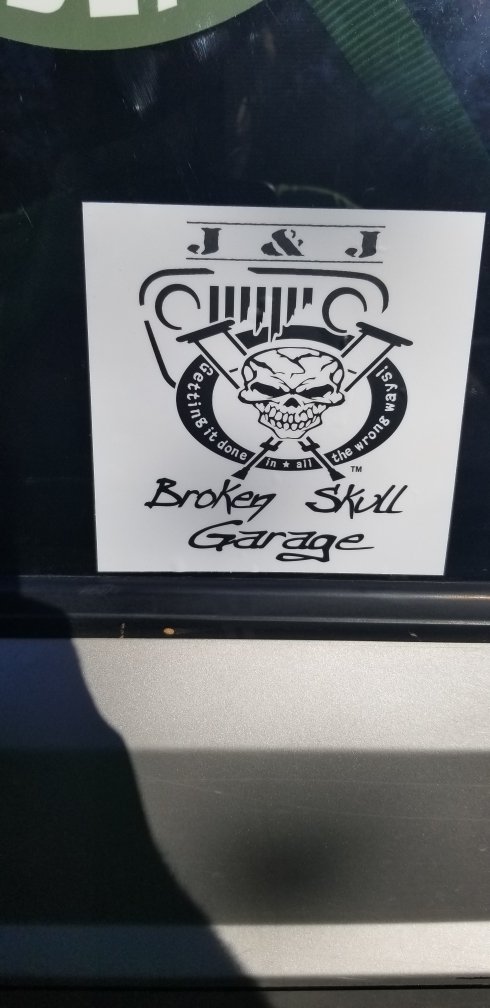 J & J
Getting it done in ★ all the wrong ways!
TM
Broken Skull
Garage